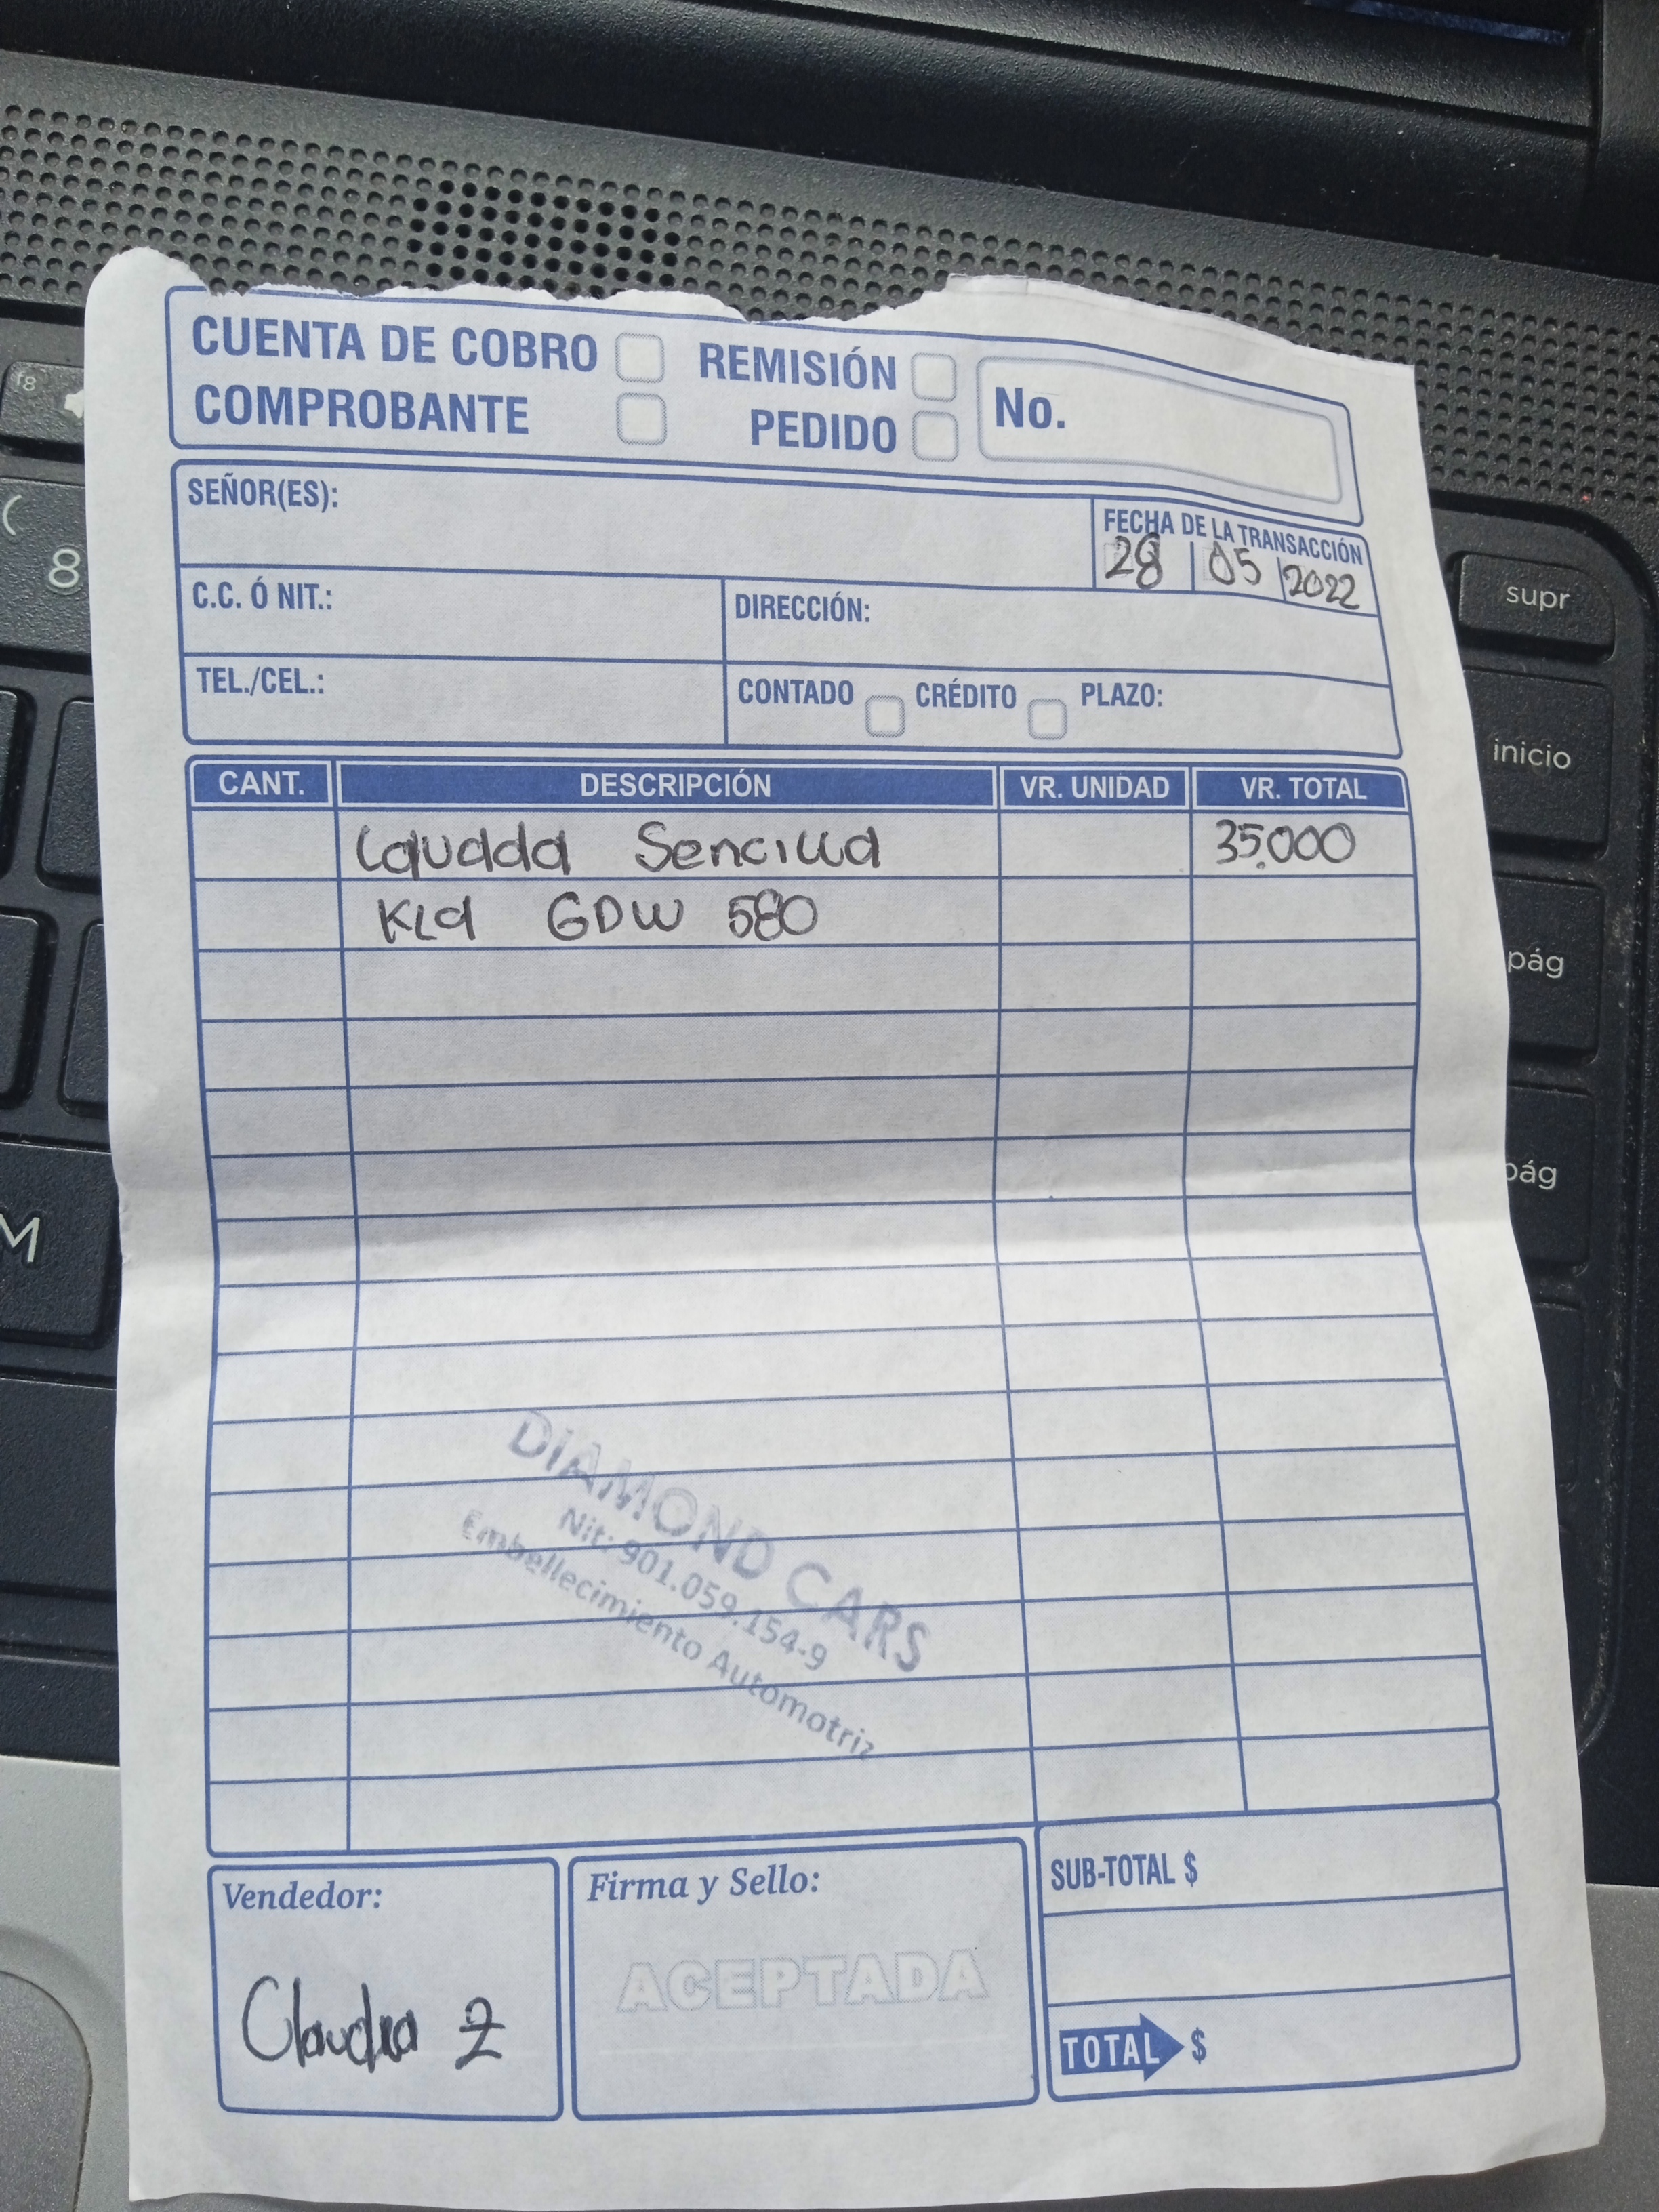 CUENTA DE COBRO REMISIÓN No.
COMPROBANTE PEDIDO
SEÑOR(ES):
FECHA DE LA TRANSACCIÓN
28 05 2022
C.C. Ó NIT.: DIRECCIÓN:
TEL./CEL.: CONTADO CRÉDITO PLAZO:
CANT. DESCRIPCIÓN VR. UNIDAD VR. TOTAL
Lavada Sencilla 35.000
KIA GDW 580
DIAMOND CARS
Nit: 901.059.154-9
Embellecimiento Automotriz
Vendedor: Firma y Sello: SUB-TOTAL $
ACEPTADA
Claudia Z
TOTAL $
f8
(
8
M
supr
inicio
pág
pág